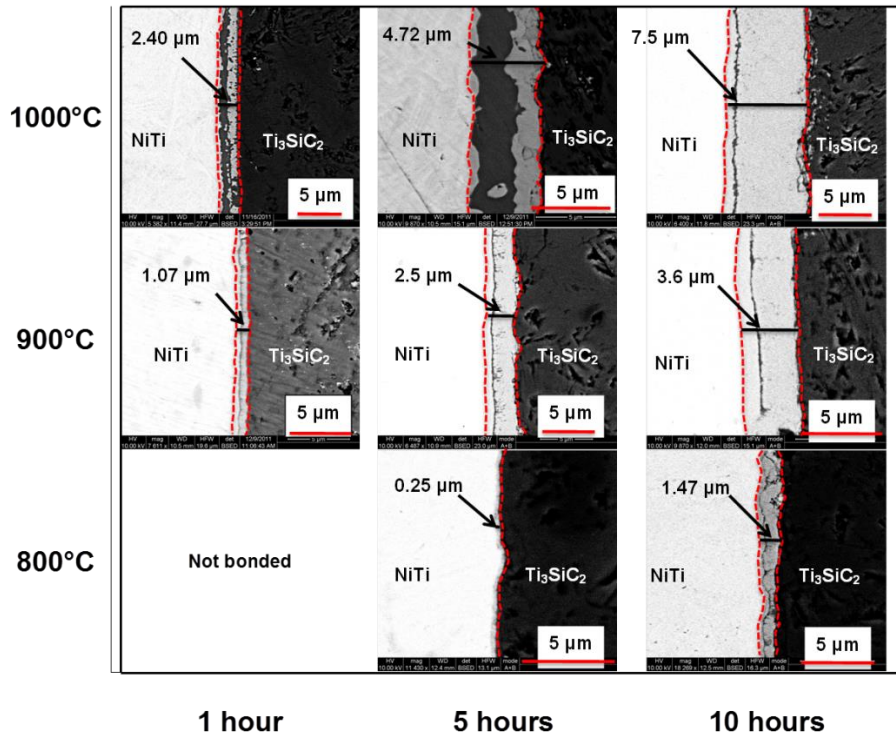 1000°C
2.40 µm
NiTi
Ti₃SiC₂
5 µm
4.72 µm
NiTi
Ti₃SiC₂
5 µm
7.5 µm
NiTi
Ti₃SiC₂
5 µm
900°C
1.07 µm
NiTi
Ti₃SiC₂
5 µm
2.5 µm
NiTi
Ti₃SiC₂
5 µm
3.6 µm
NiTi
Ti₃SiC₂
5 µm
800°C
Not bonded
0.25 µm
NiTi
Ti₃SiC₂
5 µm
1.47 µm
NiTi
Ti₃SiC₂
5 µm
1 hour
5 hours
10 hours